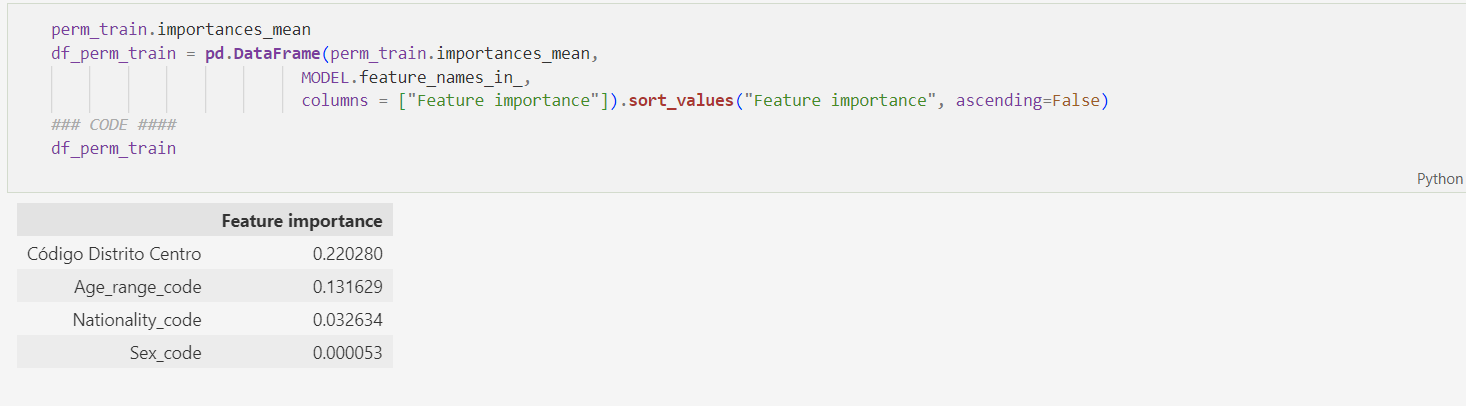 perm_train.importances_mean
df_perm_train = pd.DataFrame(perm_train.importances_mean,
MODEL.feature_names_in_,
columns = ["Feature importance"]).sort_values("Feature importance", ascending=False)
### CODE ####
df_perm_train
Python
Feature importance
Código Distrito Centro 0.220280
Age_range_code 0.131629
Nationality_code 0.032634
Sex_code 0.000053